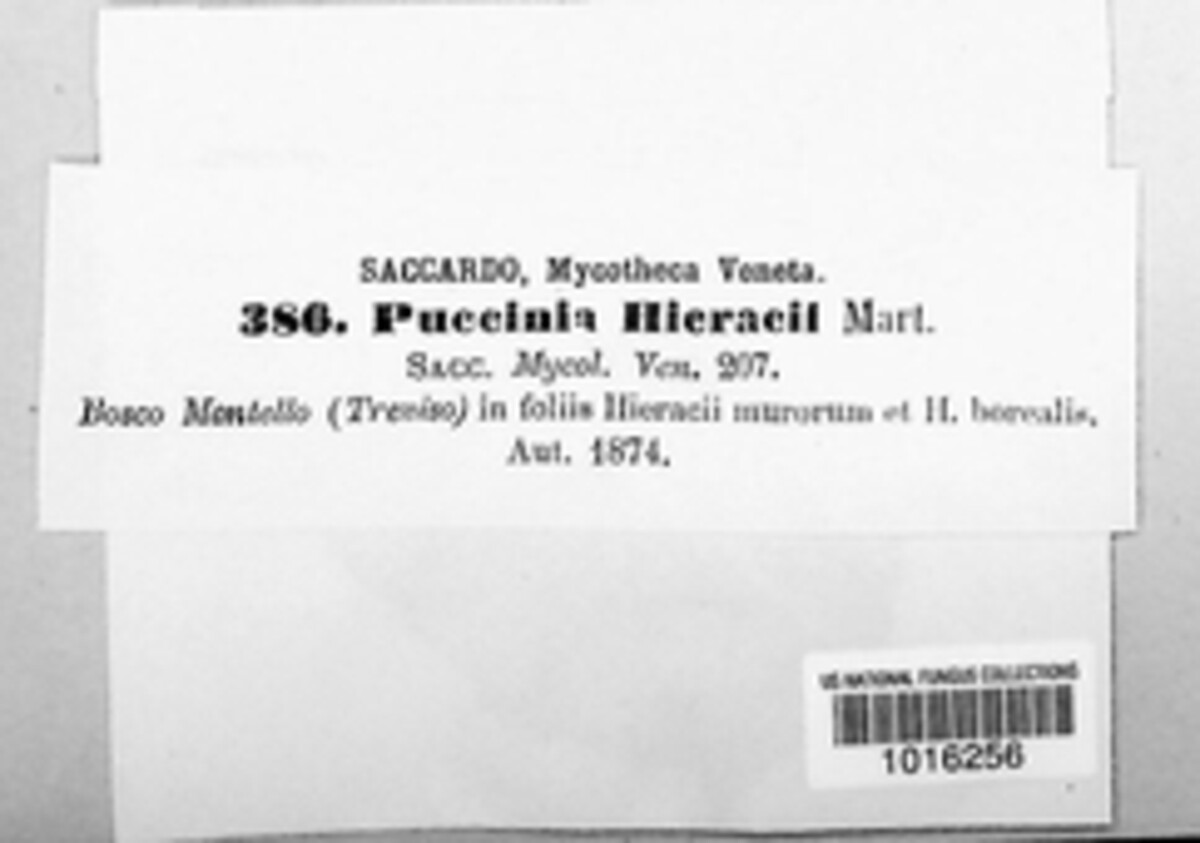 SACCARDO, Mycotheca Veneta.
386. Puccinia Hieracii Mart.
SACC. Mycol. Ven. 207.
Bosco Montello (Treviso) in foliis Hieracii murorum et H. borealis.
Aut. 1874.
US NATIONAL FUNGUS COLLECTIONS
1016256